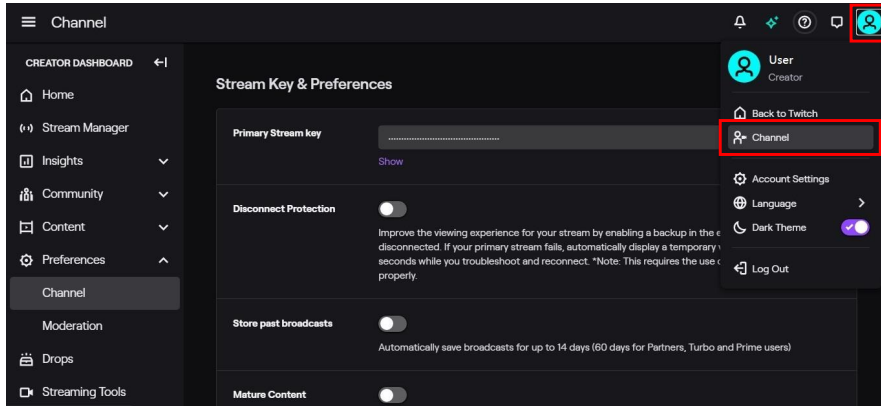 Channel
CREATOR DASHBOARD
Home
Stream Manager
Insights
Community
Content
Preferences
Channel
Moderation
Drops
Streaming Tools
Stream Key & Preferences
Primary Stream key
Show
Disconnect Protection
Improve the viewing experience for your stream by enabling a backup in the
disconnected. If your primary stream fails, automatically display a temporary
seconds while you troubleshoot and reconnect. *Note: This requires the use
properly.
Store past broadcasts
Automatically save broadcasts for up to 14 days (60 days for Partners, Turbo and Prime users)
Mature Content
User
Creator
Back to Twitch
Channel
Account Settings
Language
Dark Theme
Log Out